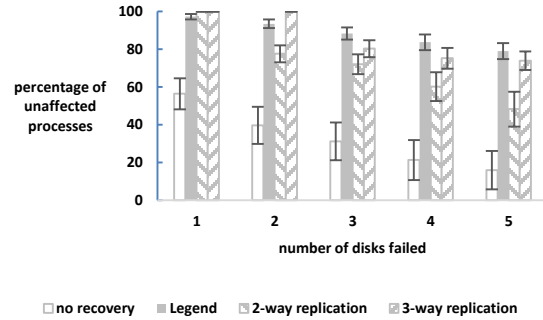 100
80
60
40
20
0
percentage of
unaffected
processes
1 2 3 4 5
number of disks failed
no recovery Legend 2-way replication 3-way replication